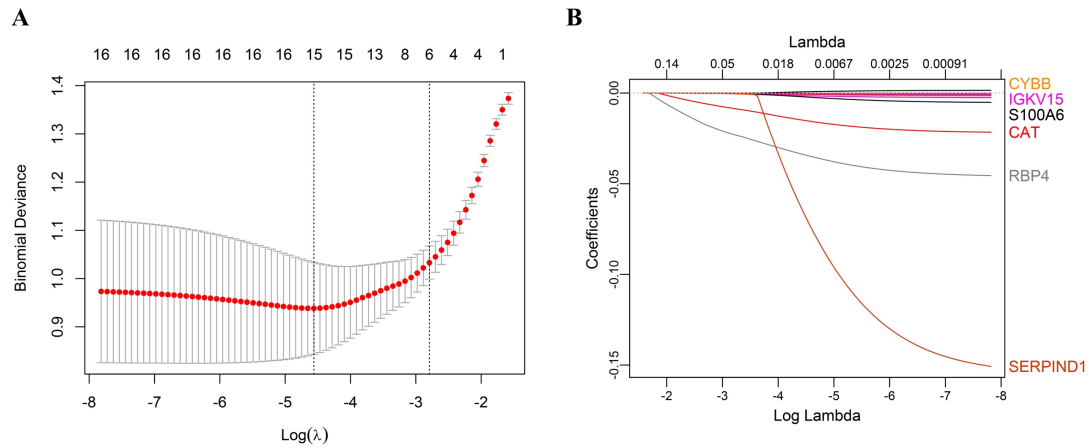 A
16 16 16 16 16 16 15 15 13 8 6 4 4 1
1.4
1.3
1.2
1.1
1.0
0.9
Binomial Deviance
-8 -7 -6 -5 -4 -3 -2
Log(λ)
B
Lambda
0.14 0.05 0.018 0.0067 0.0025 0.00091
0.00
-0.05
-0.10
-0.15
Coefficients
CYBB
IGKV15
S100A6
CAT
RBP4
SERPIND1
-2 -3 -4 -5 -6 -7 -8
Log Lambda